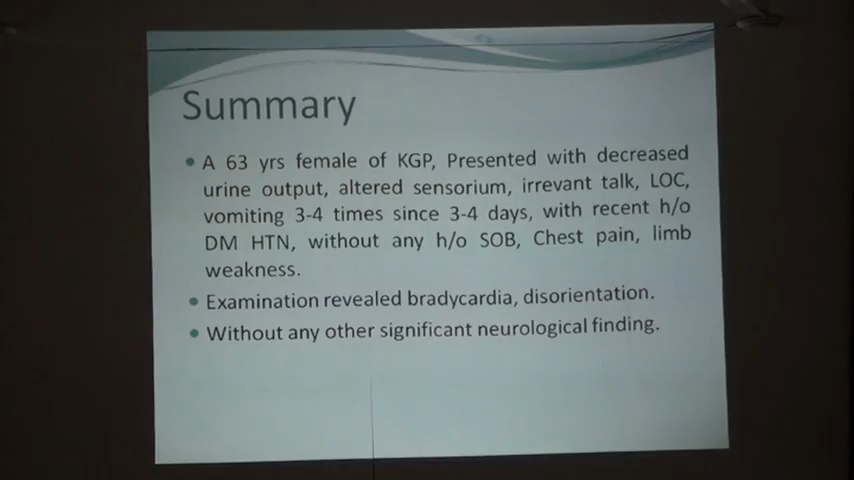 Summary
• A 63 yrs female of KGP, Presented with decreased
urine output, altered sensorium, irrevant talk, LOC,
vomiting 3-4 times since 3-4 days, with recent h/o
DM HTN, without any h/o SOB, Chest pain, limb
weakness.
• Examination revealed bradycardia, disorientation.
• Without any other significant neurological finding.